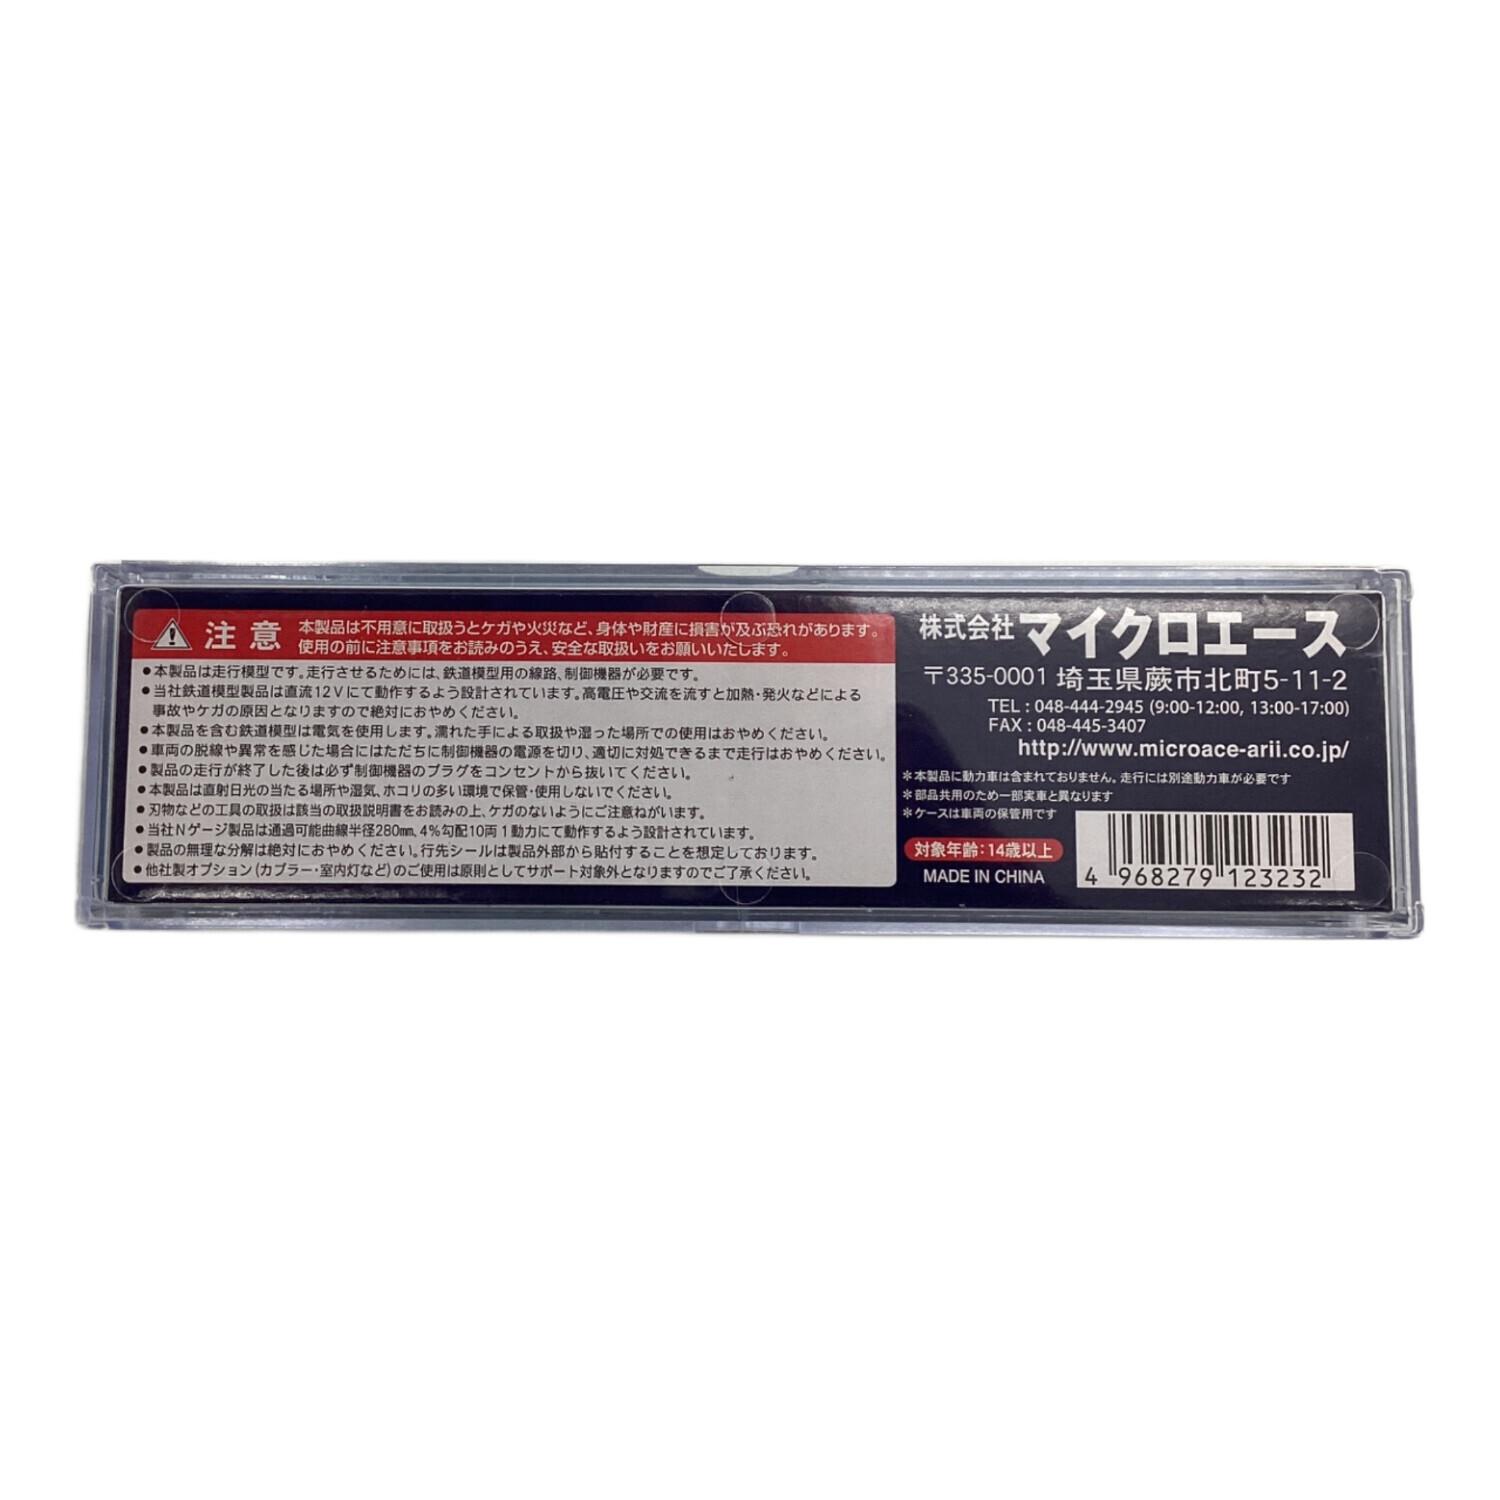 注意
本製品は不用意に取扱うとケガや火災など、身体や財産に損害が及ぶ恐れがあります。
使用の前に注意事項をお読みのうえ、安全な取扱いをお願いいたします。
●本製品は走行模型です。走行させるためには、鉄道模型用の線路、制御機器が必要です。
●当社鉄道模型製品は直流12Vにて動作するよう設計されています。高電圧や交流を流すと加熱・発火などによる
事故やケガの原因となりますので絶対におやめください。
●本製品を含む鉄道模型は電気を使用します。濡れた手による取扱や湿った場所での使用はおやめください。
●車両の脱線や異常を感じた場合にはただちに制御機器の電源を切り、適切に対処できるまで走行はおやめください。
●製品の走行が終了した後は必ず制御機器のプラグをコンセントから抜いてください。
●本製品は直射日光の当たる場所や湿気、ホコリの多い環境で保管・使用しないでください。
●刃物などの工具の取扱は該当の取扱説明書をお読みの上、ケガのないようにご注意ねがいます。
●当社Nゲージ製品は通過可能曲線半径280mm、4%勾配10両1動力にて動作するよう設計されています。
●製品の無理な分解は絶対におやめください。行先シールは製品外部から貼付することを想定しております。
●他社製オプション(カプラー・室内灯など)のご使用は原則としてサポート対象外となりますのでご了承ください。
株式会社マイクロエース
〒335-0001 埼玉県蕨市北町5-11-2
TEL : 048-444-2945 (9:00-12:00, 13:00-17:00)
FAX : 048-445-3407
http://www.microace-arii.co.jp/
＊本製品に動力車は含まれておりません。走行には別途動力車が必要です
＊部品共用のため一部実車と異なります
＊ケースは車両の保管用です
対象年齢:14歳以上
MADE IN CHINA
4 968279 123232